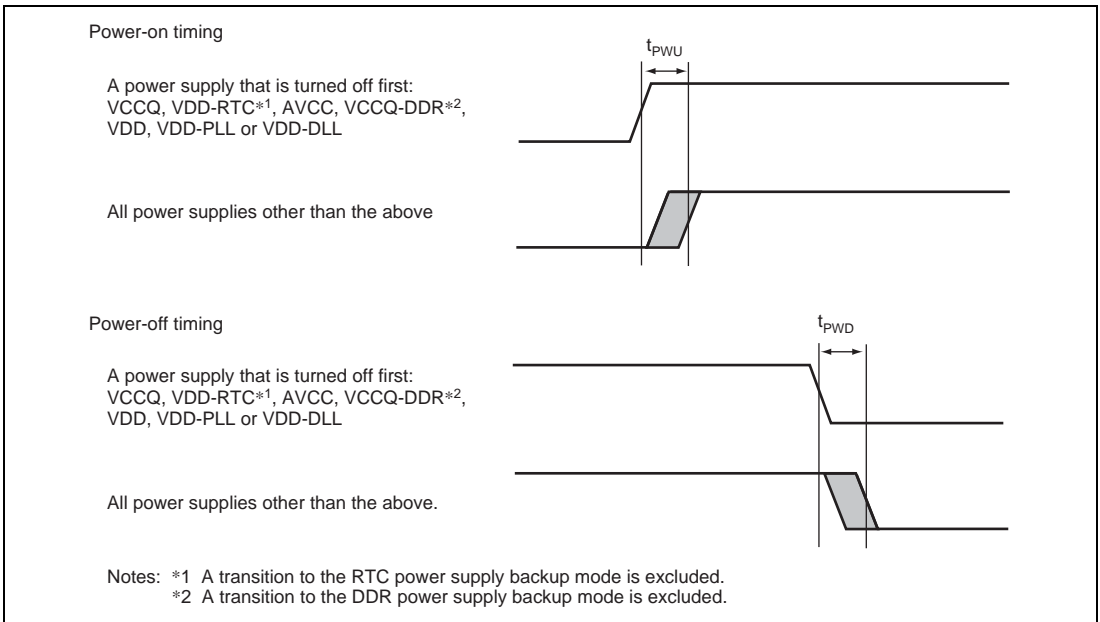 Power-on timing
tPWU
A power supply that is turned off first:
VCCQ, VDD-RTC*1, AVCC, VCCQ-DDR*2,
VDD, VDD-PLL or VDD-DLL
All power supplies other than the above
Power-off timing
tPWD
A power supply that is turned off first:
VCCQ, VDD-RTC*1, AVCC, VCCQ-DDR*2,
VDD, VDD-PLL or VDD-DLL
All power supplies other than the above.
Notes: *1 A transition to the RTC power supply backup mode is excluded.
*2 A transition to the DDR power supply backup mode is excluded.